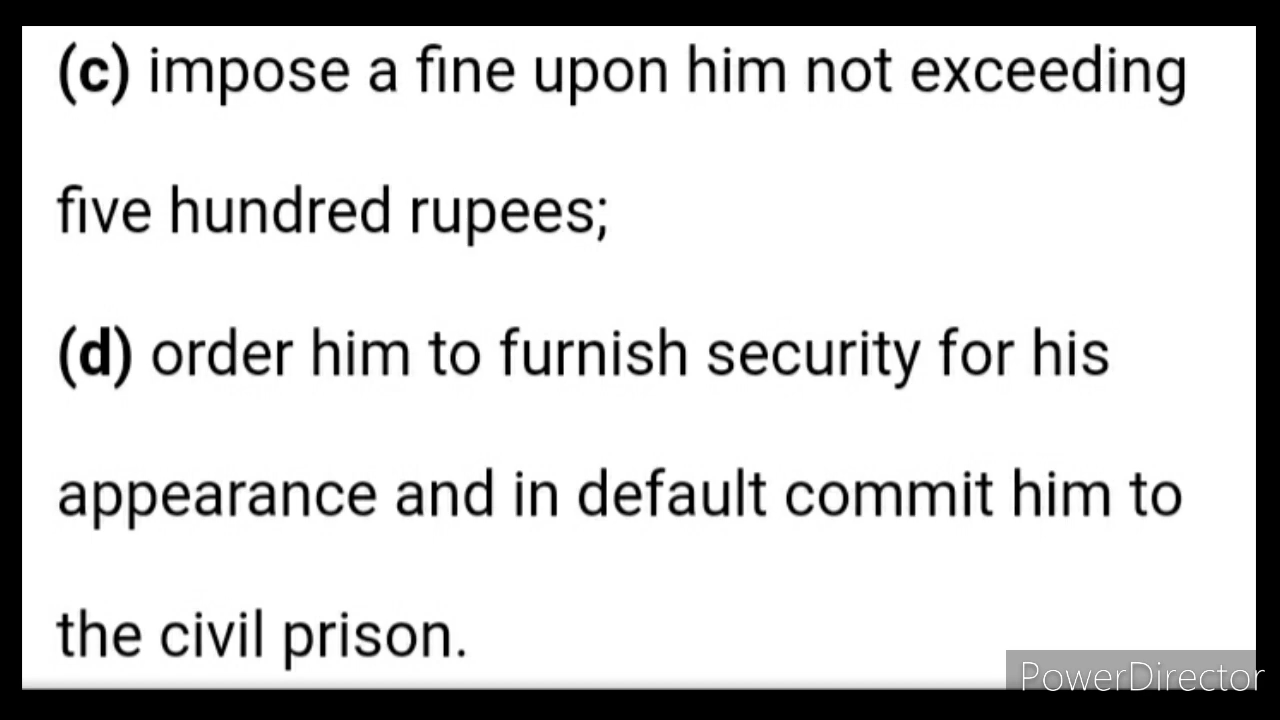 (c) impose a fine upon him not exceeding
five hundred rupees;
(d) order him to furnish security for his
appearance and in default commit him to
the civil prison.
PowerDirector